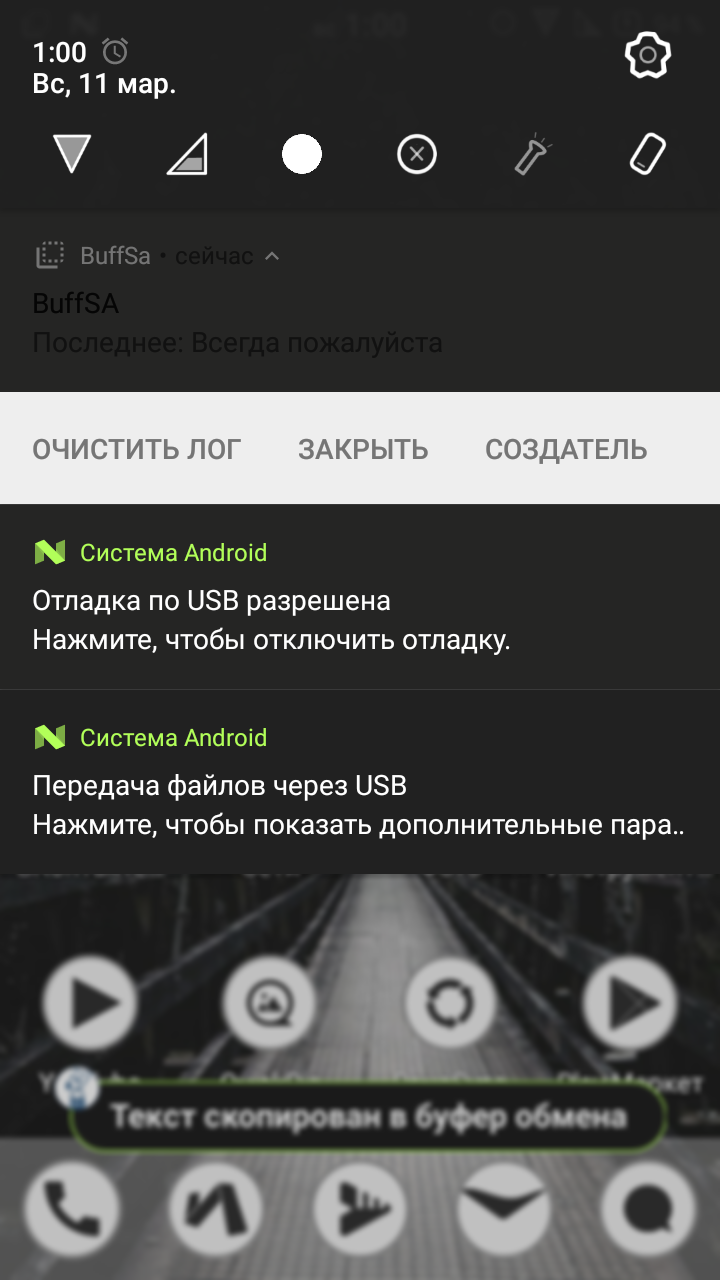 1:00
Вс, 11 мар.
BuffSa • сейчас
BuffSA
Последнее: Всегда пожалуйста
ОЧИСТИТЬ ЛОГ ЗАКРЫТЬ СОЗДАТЕЛЬ
Система Android
Отладка по USB разрешена
Нажмите, чтобы отключить отладку.
Система Android
Передача файлов через USB
Нажмите, чтобы показать дополнительные пара..
Текст скопирован в буфер обмена